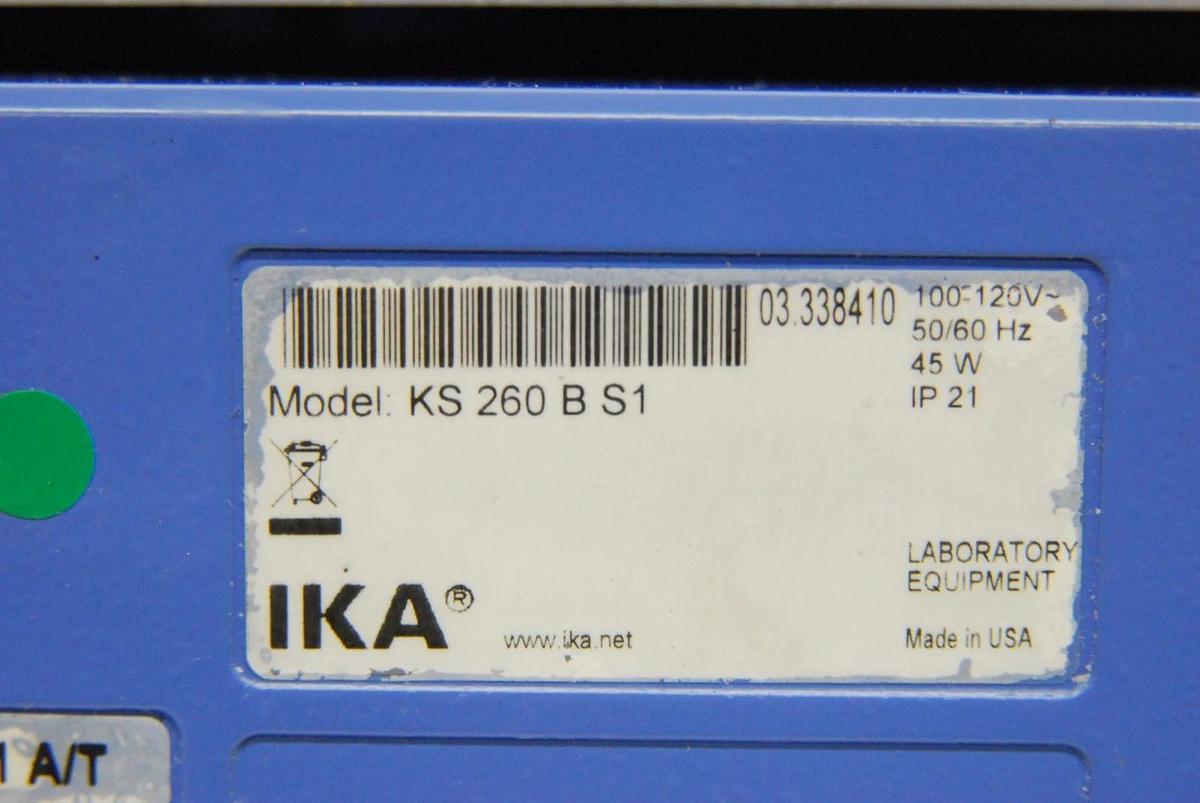 03.338410
100-120V~
50/60 Hz
45 W
IP 21
Model: KS 260 B S1
LABORATORY
EQUIPMENT
IKA®
www.ika.net
Made in USA
1 A/T